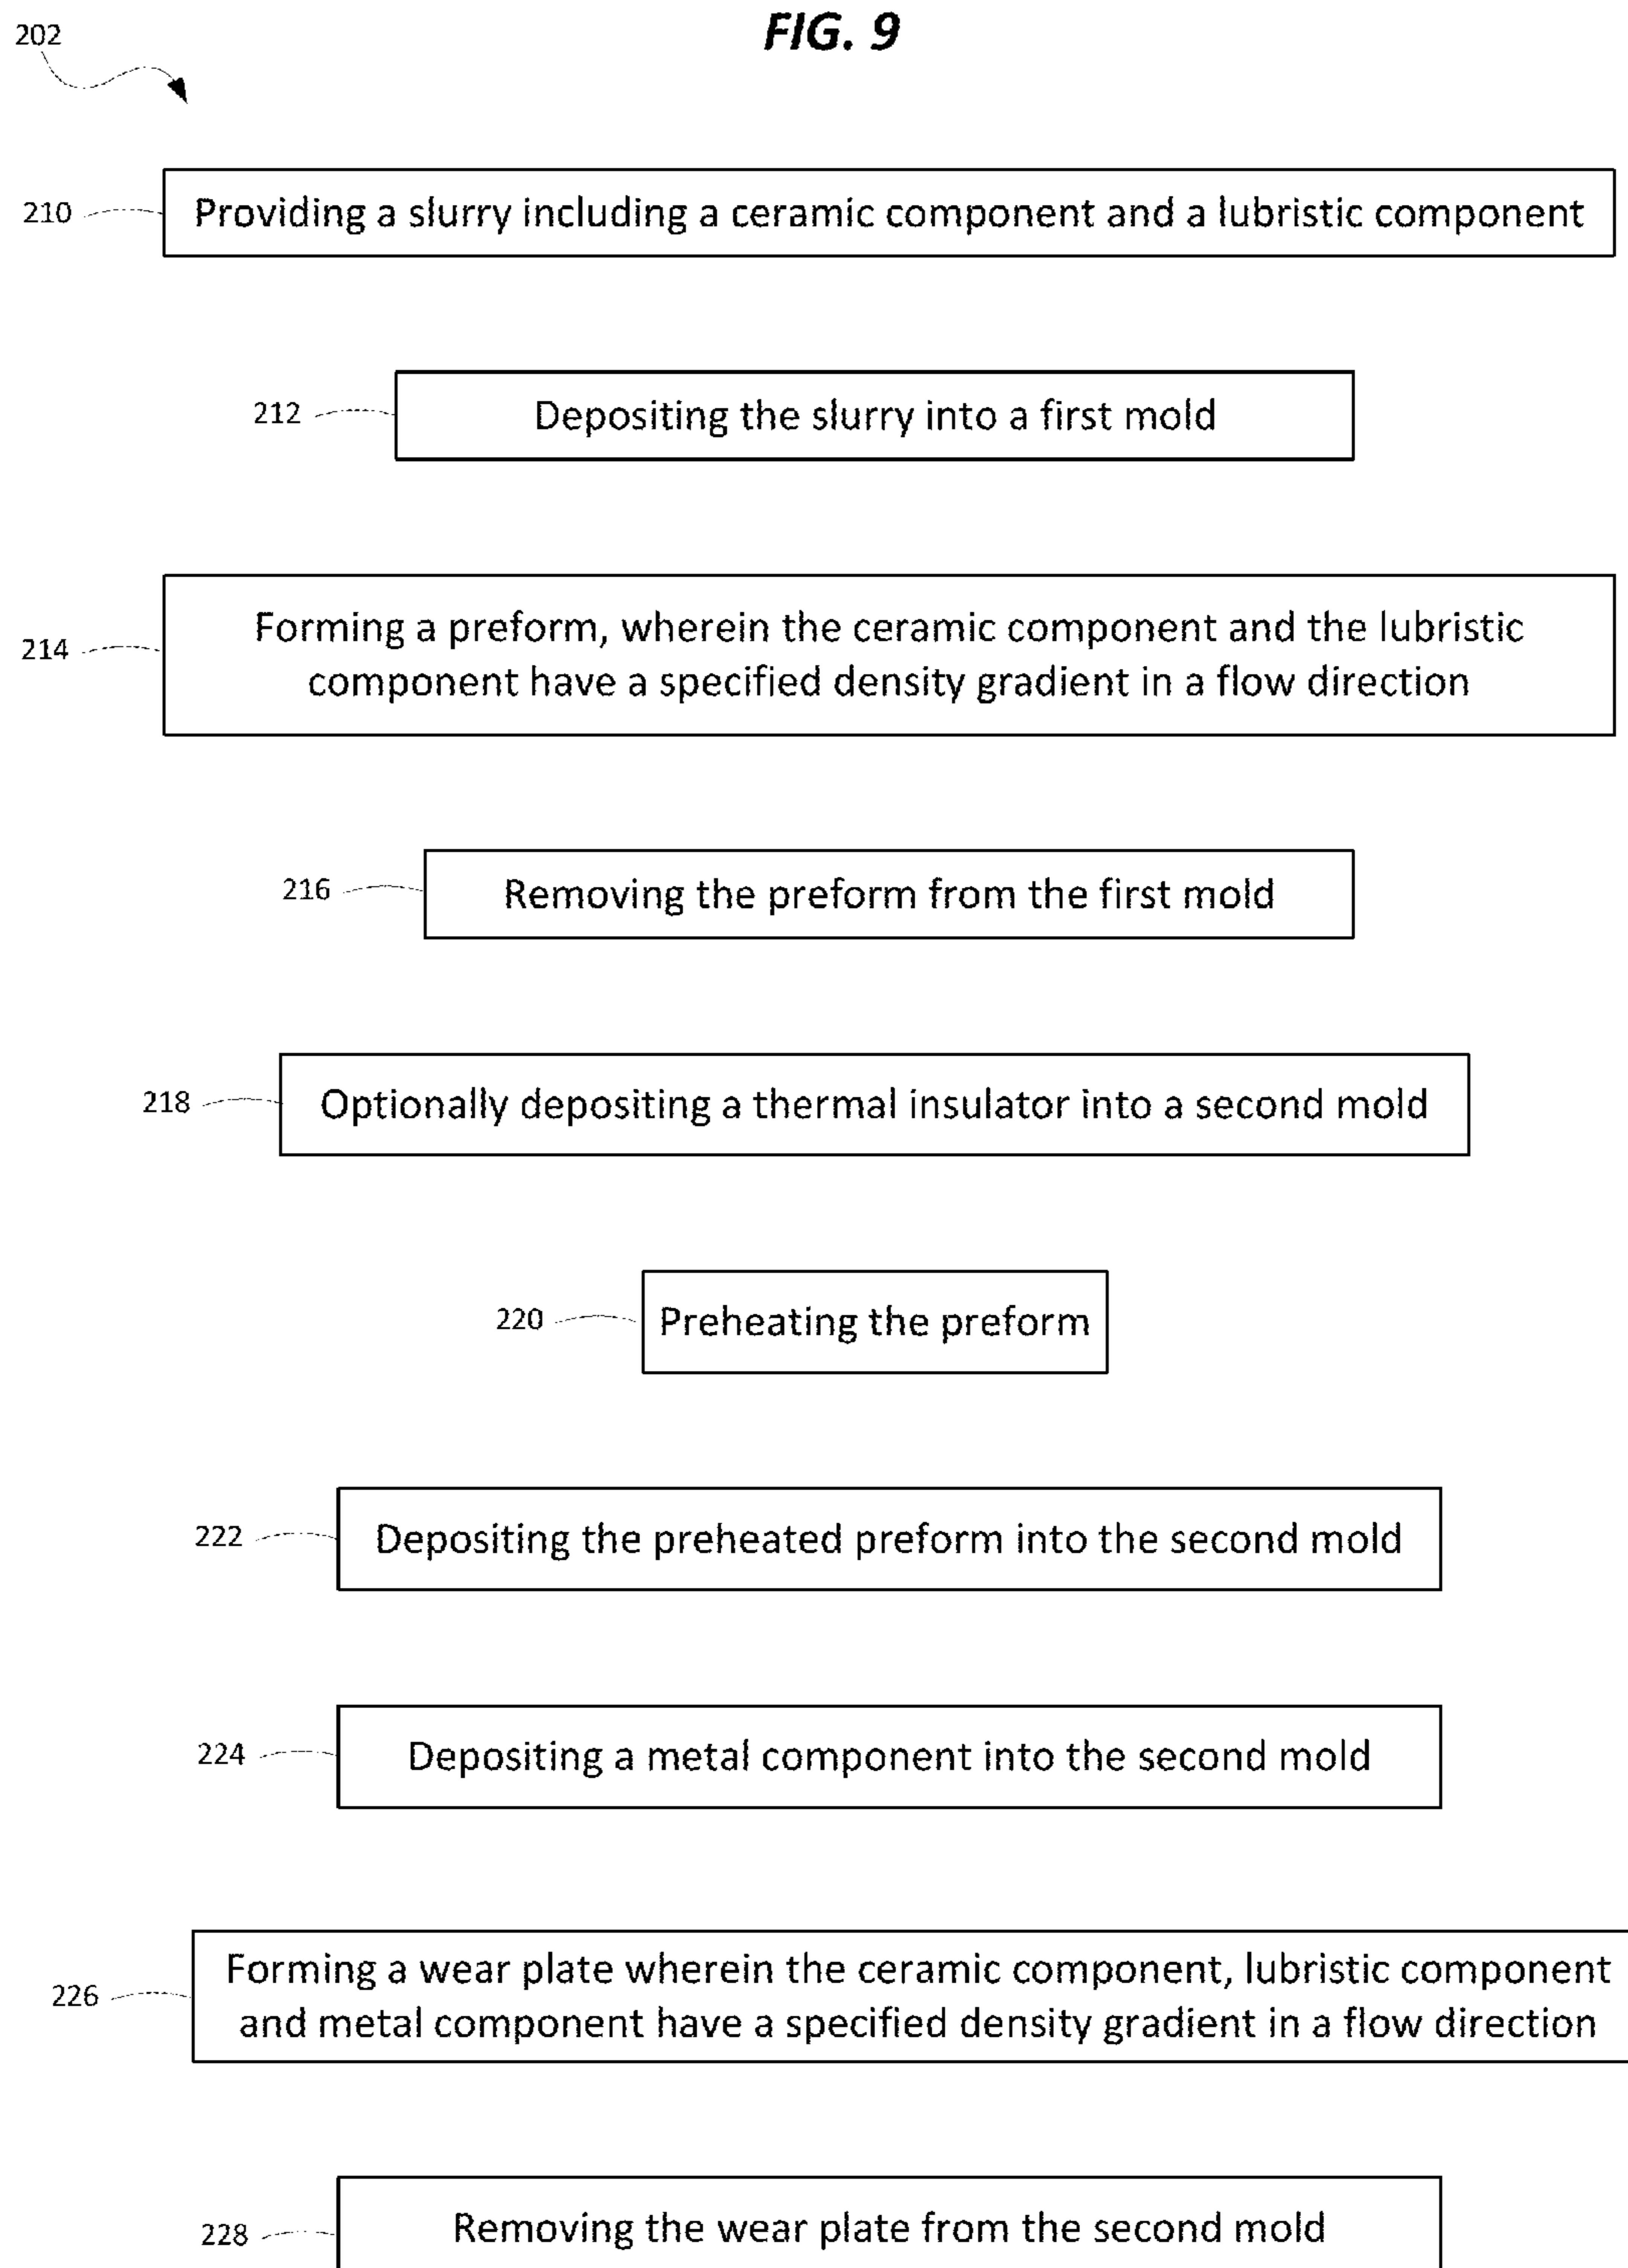 FIG. 9
202
210 Providing a slurry including a ceramic component and a lubristic component
212 Depositing the slurry into a first mold
Forming a preform, wherein the ceramic component and the lubristic
214 component have a specified density gradient in a flow direction
216 Removing the preform from the first mold
218 Optionally depositing a thermal insulator into a second mold
220 Preheating the preform
222 Depositing the preheated preform into the second mold
224 Depositing a metal component into the second mold
Forming a wear plate wherein the ceramic component, lubristic component
226 and metal component have a specified density gradient in a flow direction
228 Removing the wear plate from the second mold